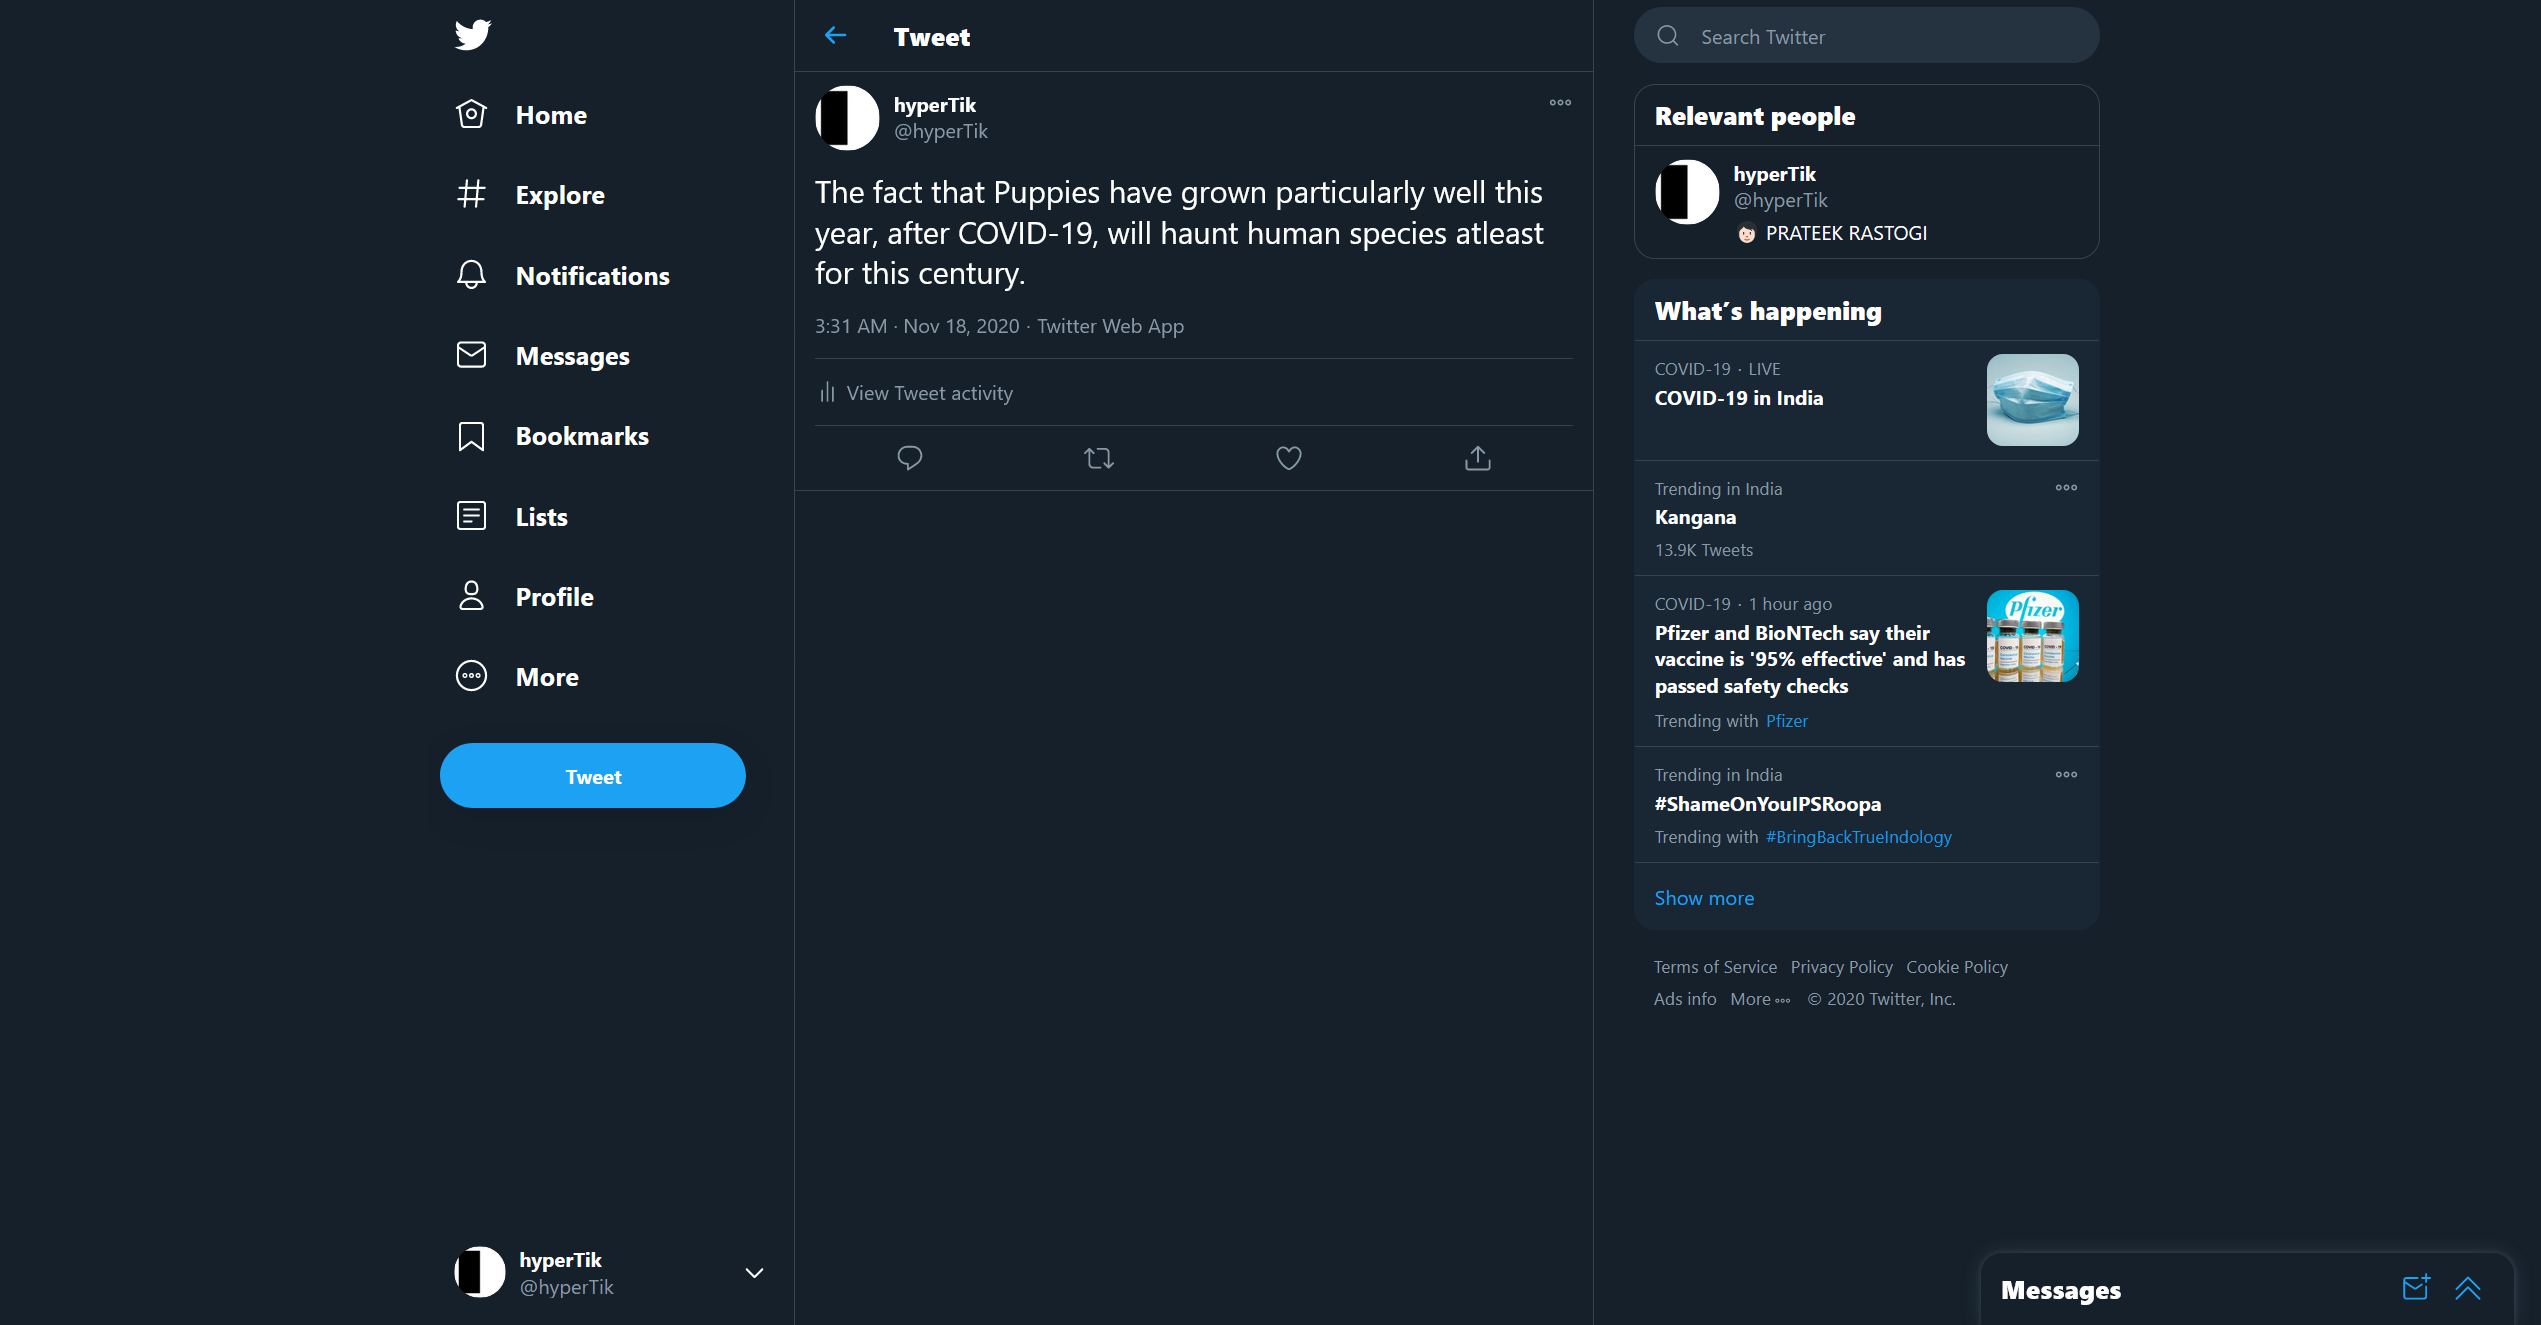 Home
Explore
Notifications
Messages
Bookmarks
Lists
Profile
More
Tweet
hyperTik
@hyperTik
Tweet
hyperTik
@hyperTik
The fact that Puppies have grown particularly well this
year, after COVID-19, will haunt human species atleast
for this century.
3:31 AM · Nov 18, 2020 · Twitter Web App
View Tweet activity
Search Twitter
Relevant people
hyperTik
@hyperTik
PRATEEK RASTOGI
What's happening
COVID-19 · LIVE
COVID-19 in India
Trending in India
Kangana
13.9K Tweets
COVID-19 · 1 hour ago
Pfizer and BioNTech say their
vaccine is '95% effective' and has
passed safety checks
Pfizer
Trending with Pfizer
Trending in India
#ShameOnYouIPSRoopa
Trending with #BringBackTrueIndology
Show more
Terms of Service Privacy Policy Cookie Policy
Ads info More © 2020 Twitter, Inc.
Messages